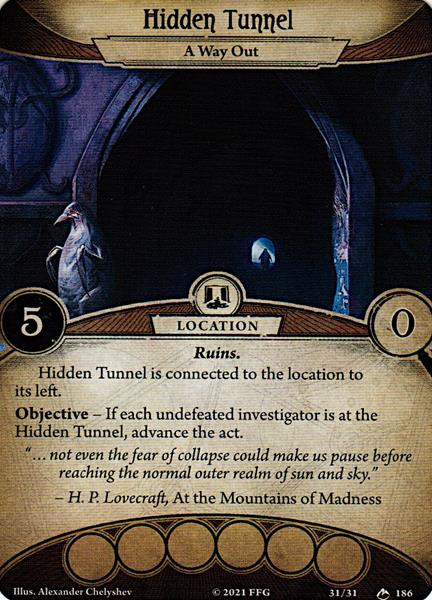 Hidden Tunnel
A Way Out
5
LOCATION
0
Ruins.
Hidden Tunnel is connected to the location to
its left.
Objective – If each undefeated investigator is at the
Hidden Tunnel, advance the act.
“… not even the fear of collapse could make us pause before
reaching the normal outer realm of sun and sky.”
– H. P. Lovecraft, At the Mountains of Madness
Illus. Alexander Chelyshev
© 2021 FFG
31/31
186